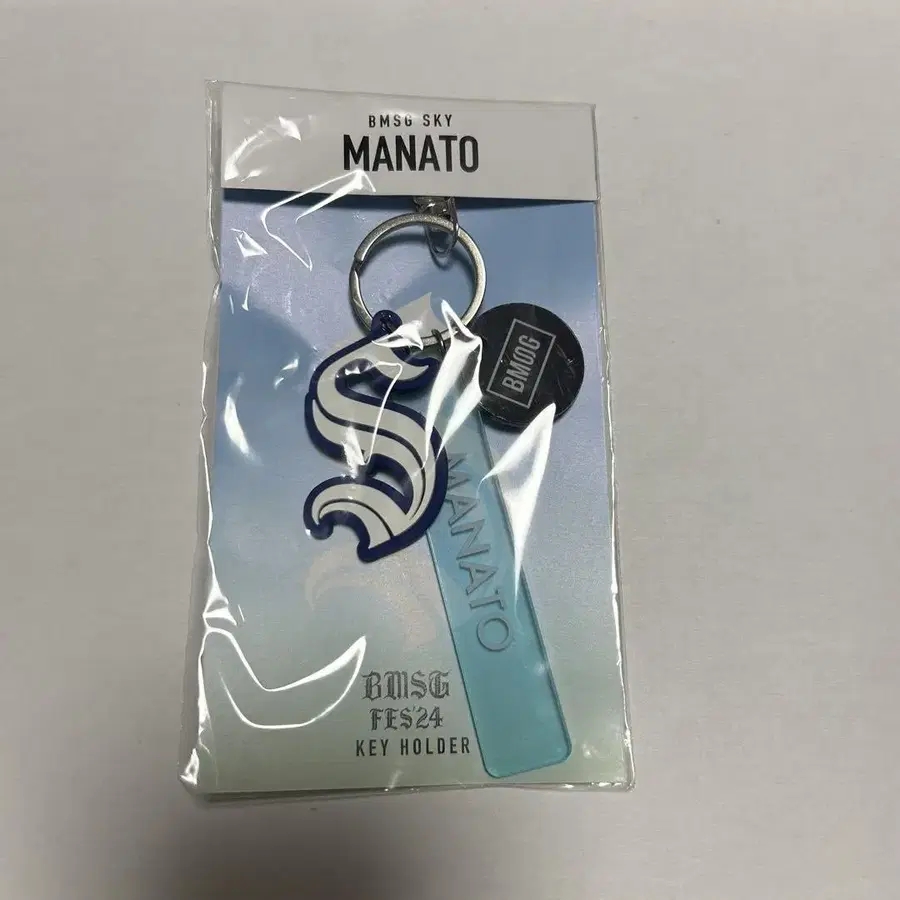 BMSG SKY
MANATO
BMSG
MANATO
BMSG
FES'24
KEY HOLDER